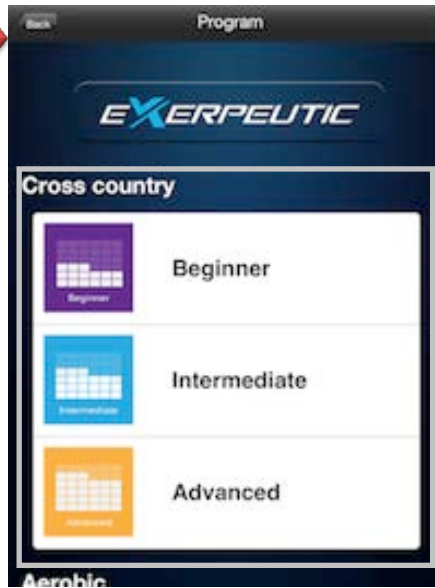 Back
Program
EXERPEUTIC
Cross country
Beginner
Beginner
Intermediate
Intermediate
Advanced
Advanced
Aerobic